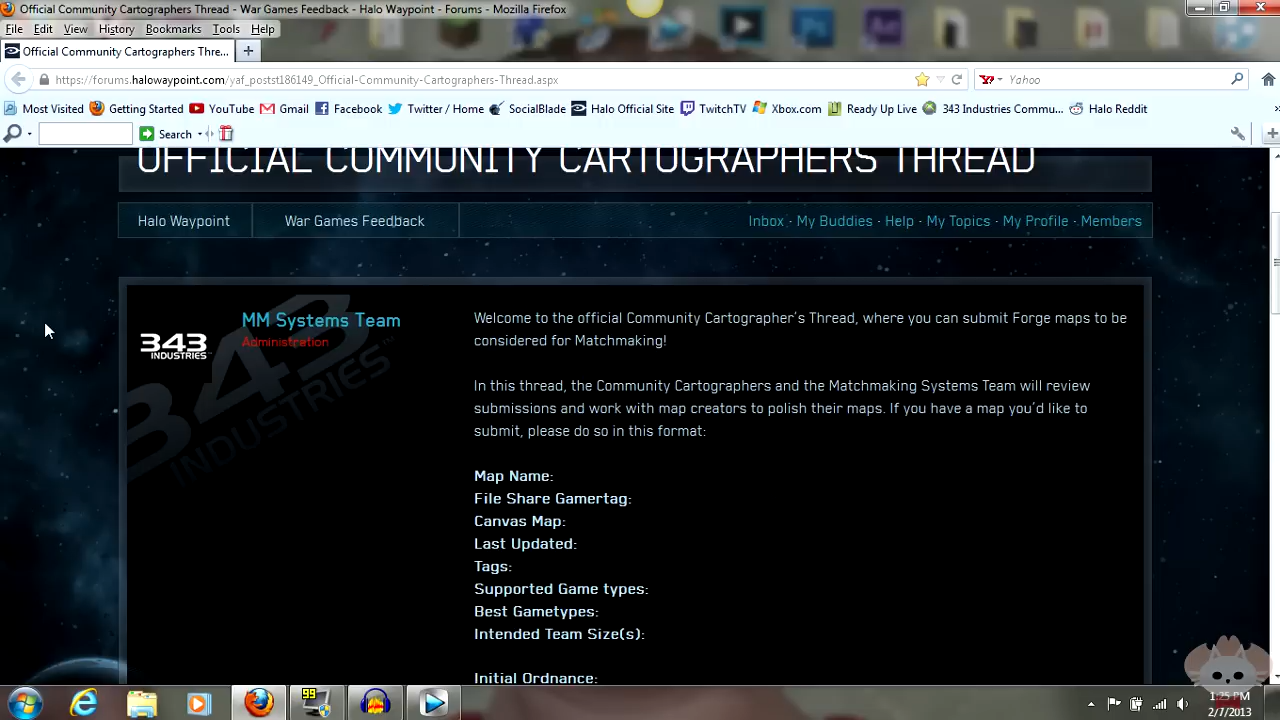 Official Community Cartographers Thread - War Games Feedback - Halo Waypoint - Forums - Mozilla Firefox
File Edit View History Bookmarks Tools Help
Official Community Cartographers Thre...
https://forums.halowaypoint.com/yaf_postst186149_Official-Community-Cartographers-Thread.aspx
Yahoo
Most Visited Getting Started YouTube Gmail Facebook Twitter / Home SocialBlade Halo Official Site TwitchTV Xbox.com Ready Up Live 343 Industries Commu... Halo Reddit
Search
OFFICIAL COMMUNITY CARTOGRAPHERS THREAD
Halo Waypoint War Games Feedback Inbox · My Buddies · Help · My Topics · My Profile · Members
343 INDUSTRIES
MM Systems Team
Administration
343 INDUSTRIES
Welcome to the official Community Cartographer's Thread, where you can submit Forge maps to be
considered for Matchmaking!
In this thread, the Community Cartographers and the Matchmaking Systems Team will review
submissions and work with map creators to polish their maps. If you have a map you'd like to
submit, please do so in this format:
Map Name:
File Share Gamertag:
Canvas Map:
Last Updated:
Tags:
Supported Game types:
Best Gametypes:
Intended Team Size(s):
Initial Ordnance:
99
1:25 PM
2/7/2013